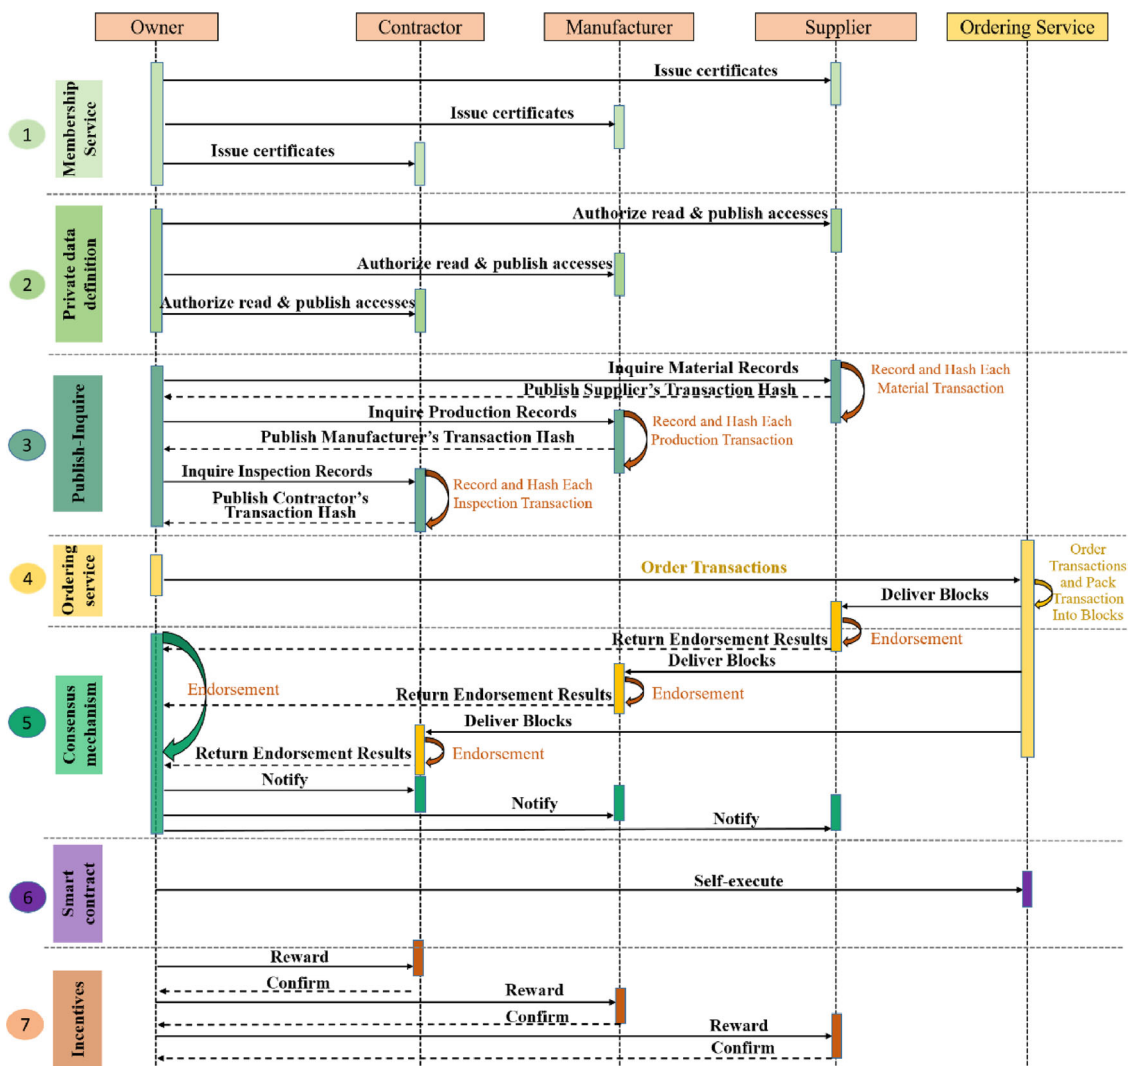 Owner
Contractor
Manufacturer
Supplier
Ordering Service
1
Membership
Service
Issue certificates
Issue certificates
Issue certificates
2
Private data
definition
Authorize read & publish accesses
Authorize read & publish accesses
Authorize read & publish accesses
3
Publish-Inquire
Inquire Material Records
Record and Hash Each
Material Transaction
Publish Supplier's Transaction Hash
Inquire Production Records
Record and Hash Each
Production Transaction
Publish Manufacturer's Transaction Hash
Inquire Inspection Records
Record and Hash Each
Inspection Transaction
Publish Contractor's
Transaction Hash
4
Ordering
service
Order Transactions
Order
Transactions
and Pack
Transaction
Into Blocks
Deliver Blocks
5
Consensus
mechanism
Return Endorsement Results
Endorsement
Deliver Blocks
Endorsement
Return Endorsement Results
Endorsement
Deliver Blocks
Return Endorsement Results
Endorsement
Notify
Notify
Notify
6
Smart
contract
Self-execute
7
Incentives
Reward
Confirm
Reward
Confirm
Reward
Confirm